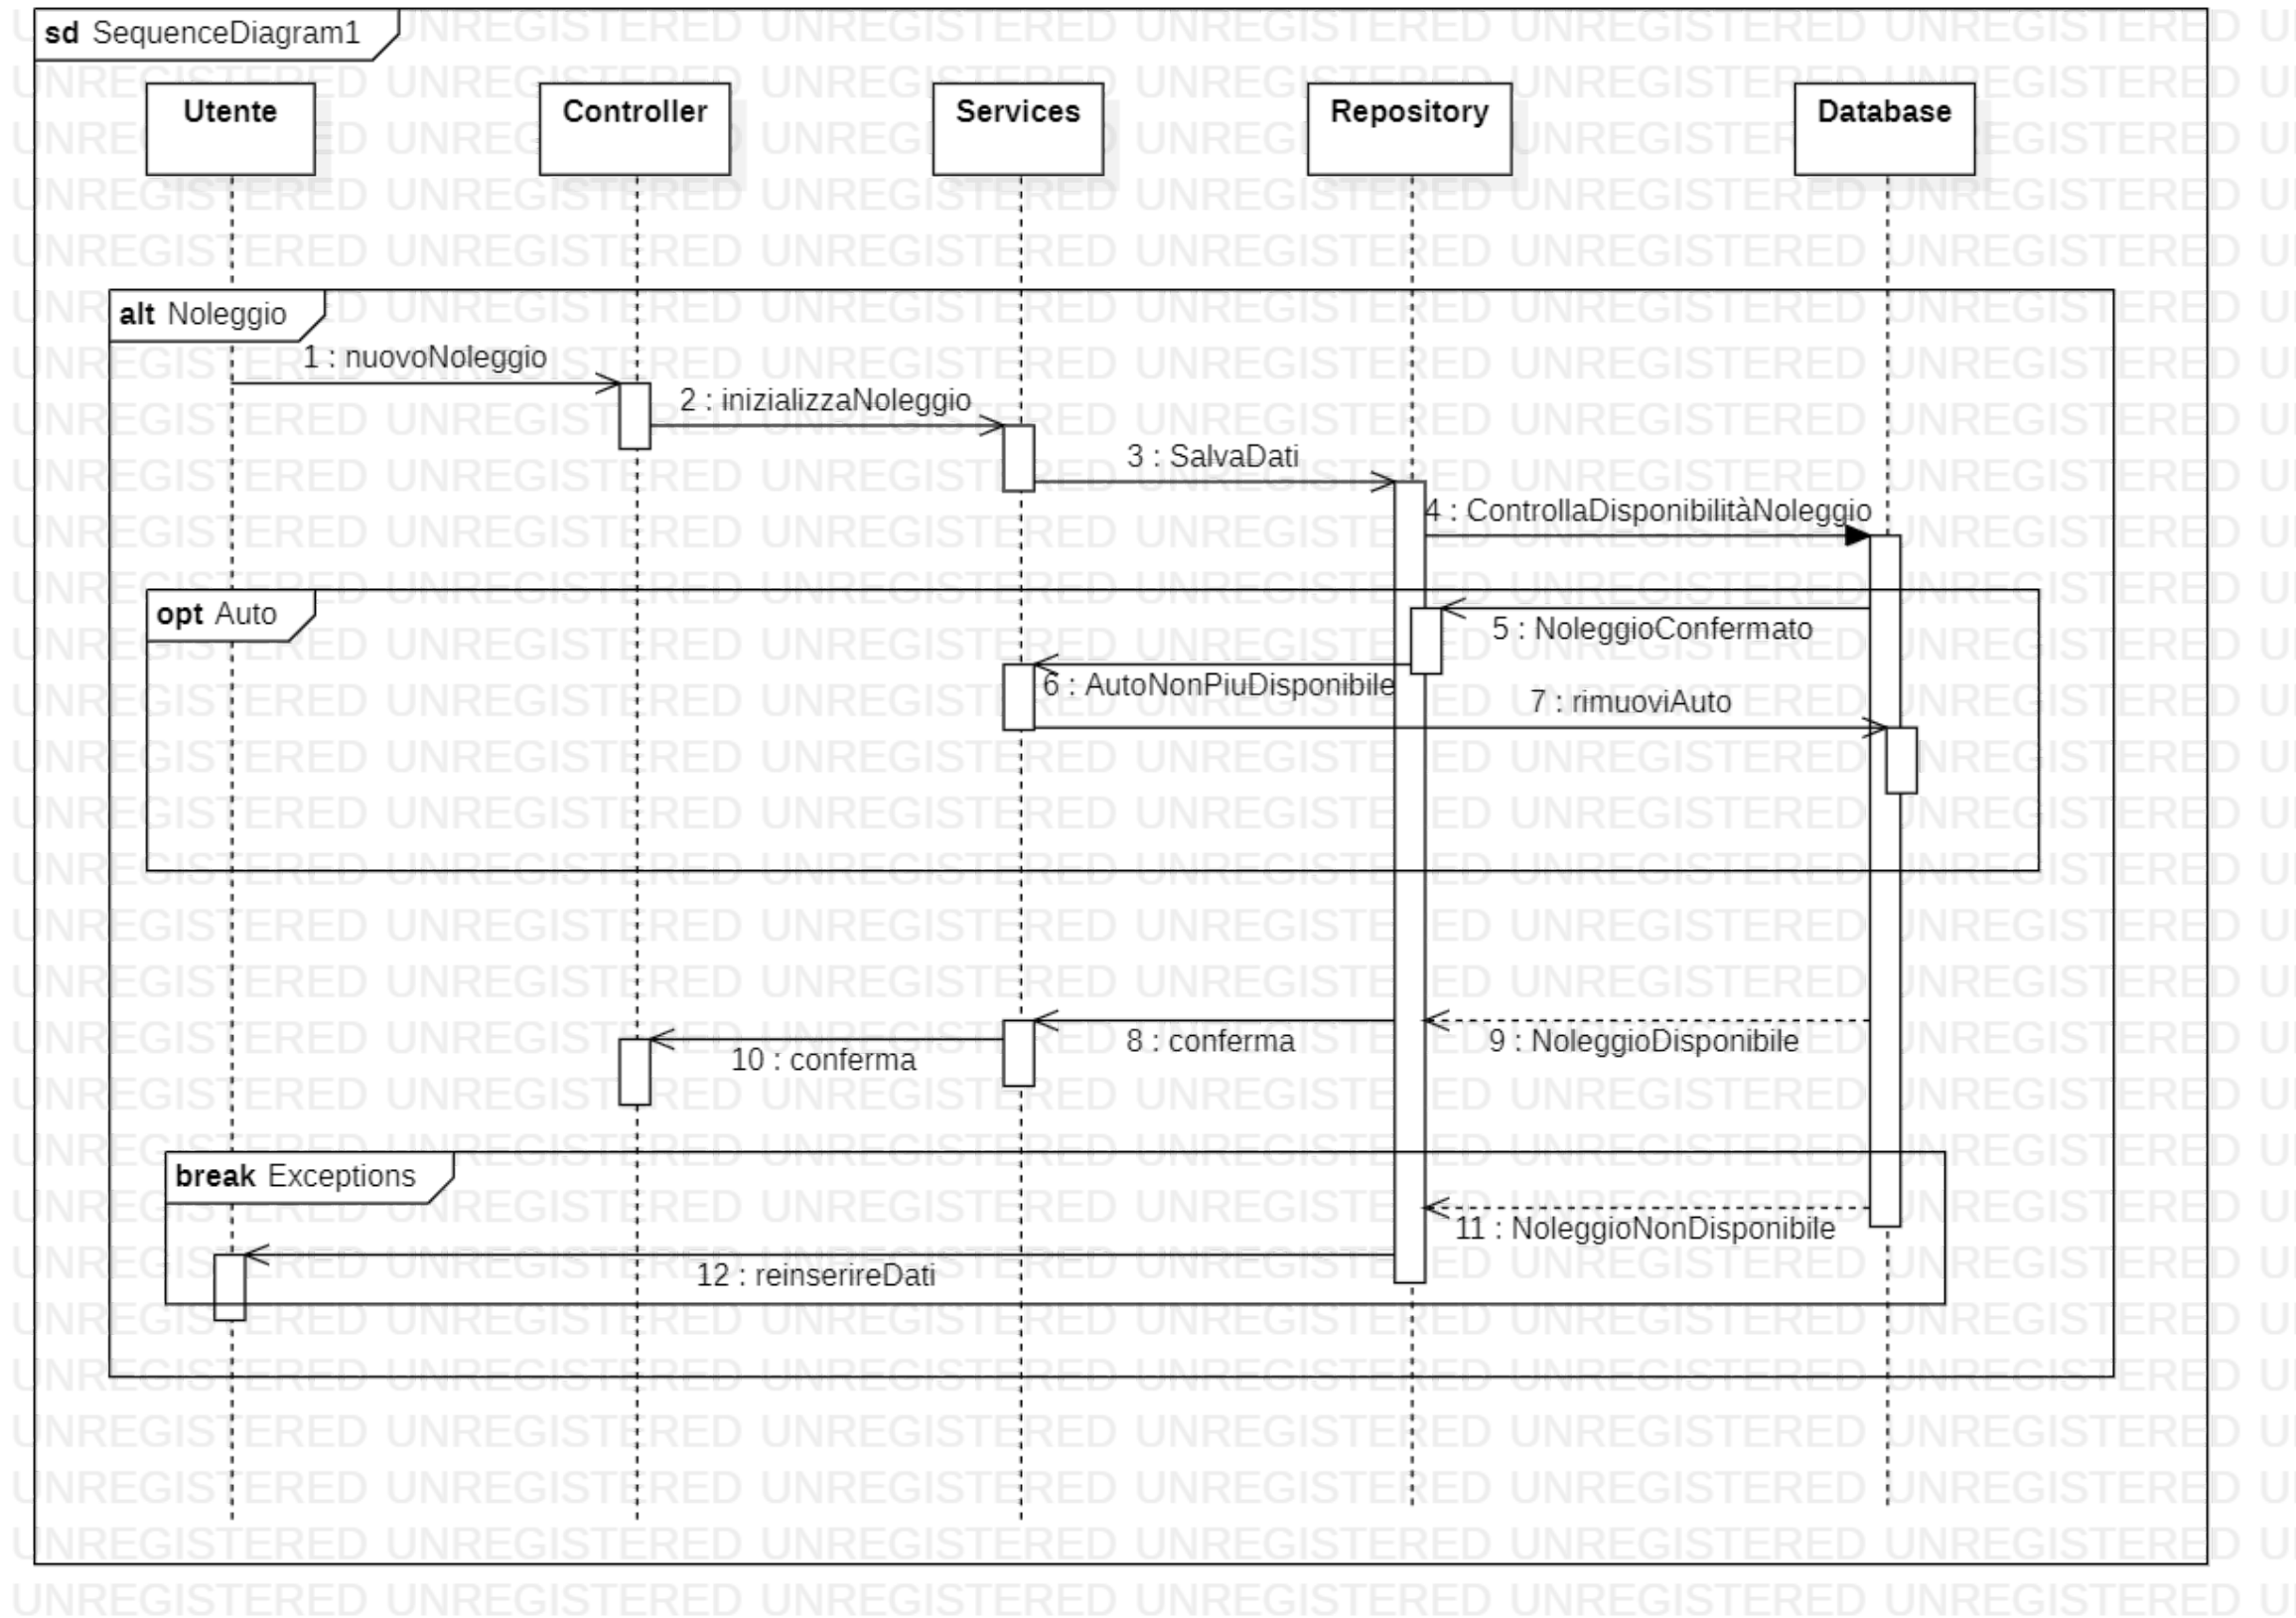 sd SequenceDiagram1
Utente
Controller
Services
Repository
Database
alt Noleggio
1 : nuovoNoleggio
2 : inizializzaNoleggio
3 : SalvaDati
4 : ControllaDisponibilitàNoleggio
opt Auto
5 : NoleggioConfermato
6 : AutoNonPiuDisponibile
7 : rimuoviAuto
8 : conferma
9 : NoleggioDisponibile
10 : conferma
break Exceptions
11 : NoleggioNonDisponibile
12 : reinserireDati
UNREGISTERED